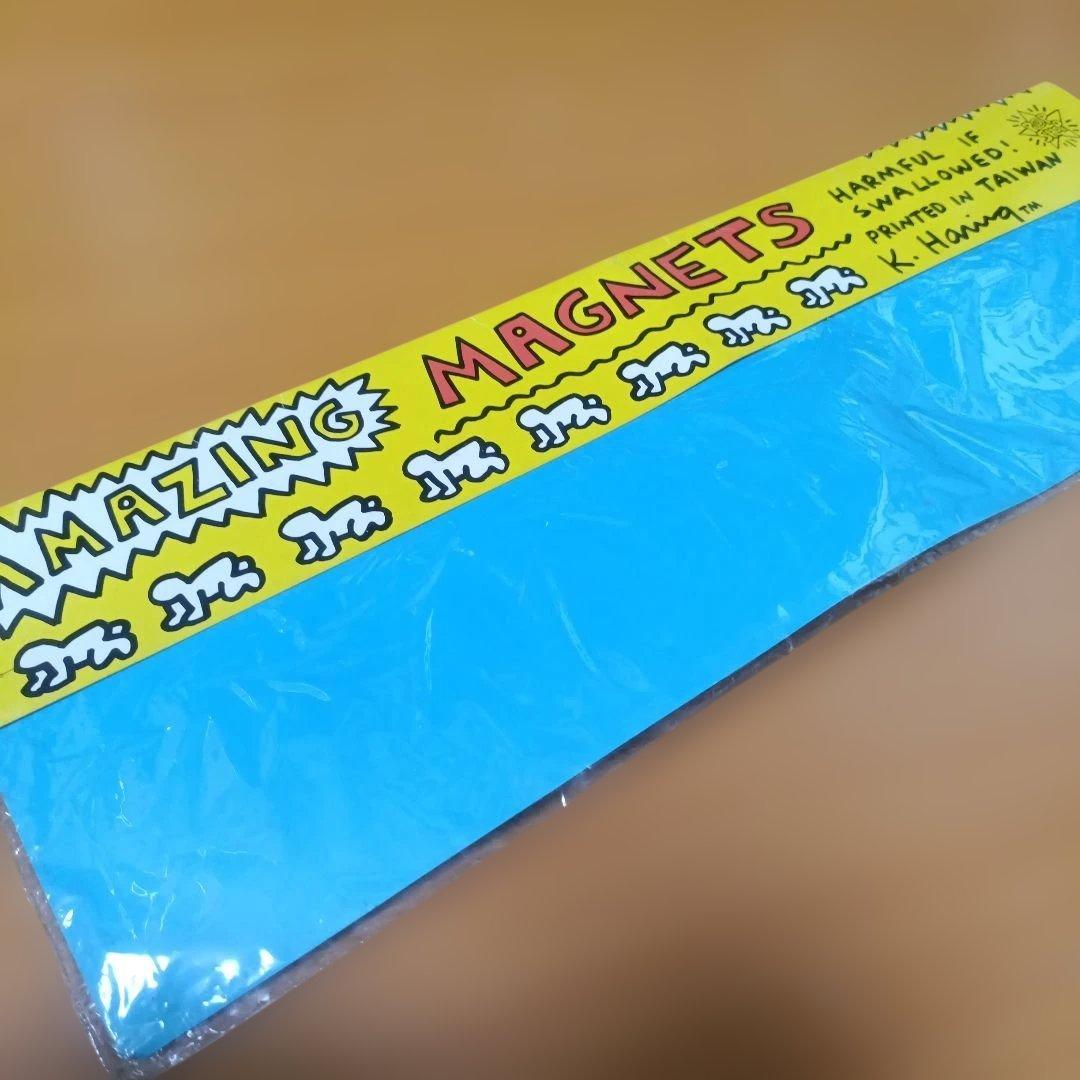 AMAZING
MAGNETS
HARMFUL IF
SWALLOWED!
PRINTED IN TAIWAN
K. Haring™